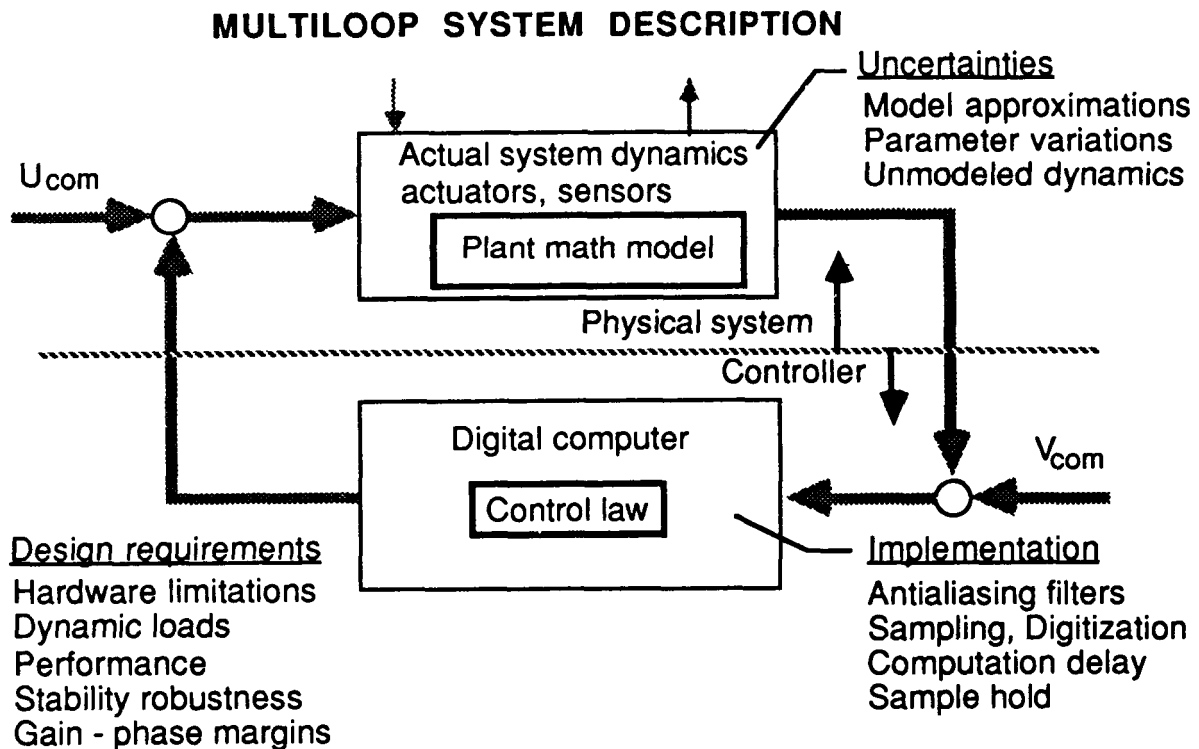 MULTILOOP SYSTEM DESCRIPTION
Uncertainties
Model approximations
Parameter variations
Unmodeled dynamics
Ucom
Actual system dynamics
actuators, sensors
Plant math model
Physical system
Controller
Digital computer
Control law
Vcom
Design requirements
Hardware limitations
Dynamic loads
Performance
Stability robustness
Gain - phase margins
Implementation
Antialiasing filters
Sampling, Digitization
Computation delay
Sample hold